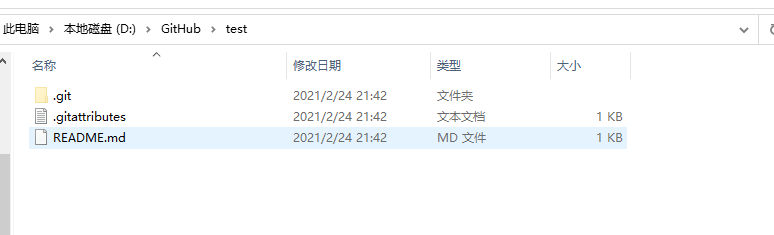 此电脑 > 本地磁盘 (D:) > GitHub > test
名称 修改日期 类型 大小
.git 2021/2/24 21:42 文件夹
.gitattributes 2021/2/24 21:42 文本文档 1 KB
README.md 2021/2/24 21:42 MD 文件 1 KB